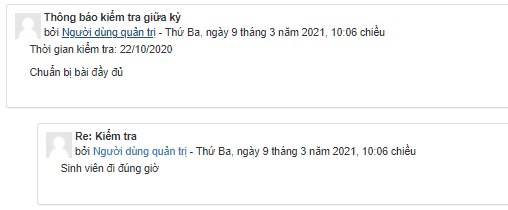 Thông báo kiểm tra giữa kỳ
bởi Người dùng quản trị - Thứ Ba, ngày 9 tháng 3 năm 2021, 10:06 chiều
Thời gian kiểm tra: 22/10/2020
Chuẩn bị bài đầy đủ
Re: Kiểm tra
bởi Người dùng quản trị - Thứ Ba, ngày 9 tháng 3 năm 2021, 10:06 chiều
Sinh viên đi đúng giờ